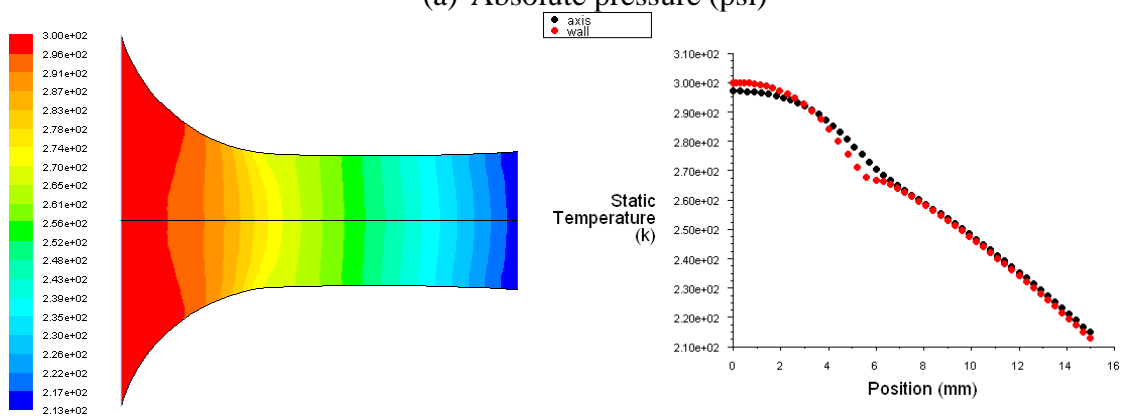 (a) Absolute pressure (psi)
axis
wall
3.00e+02
2.96e+02
2.91e+02
2.87e+02
2.83e+02
2.78e+02
2.74e+02
2.70e+02
2.65e+02
2.61e+02
2.56e+02
2.52e+02
2.48e+02
2.43e+02
2.39e+02
2.35e+02
2.30e+02
2.26e+02
2.22e+02
2.17e+02
2.13e+02
3.10e+02
3.00e+02
2.90e+02
2.80e+02
2.70e+02
2.60e+02
2.50e+02
2.40e+02
2.30e+02
2.20e+02
2.10e+02
Static
Temperature
(k)
0 2 4 6 8 10 12 14 16
Position (mm)